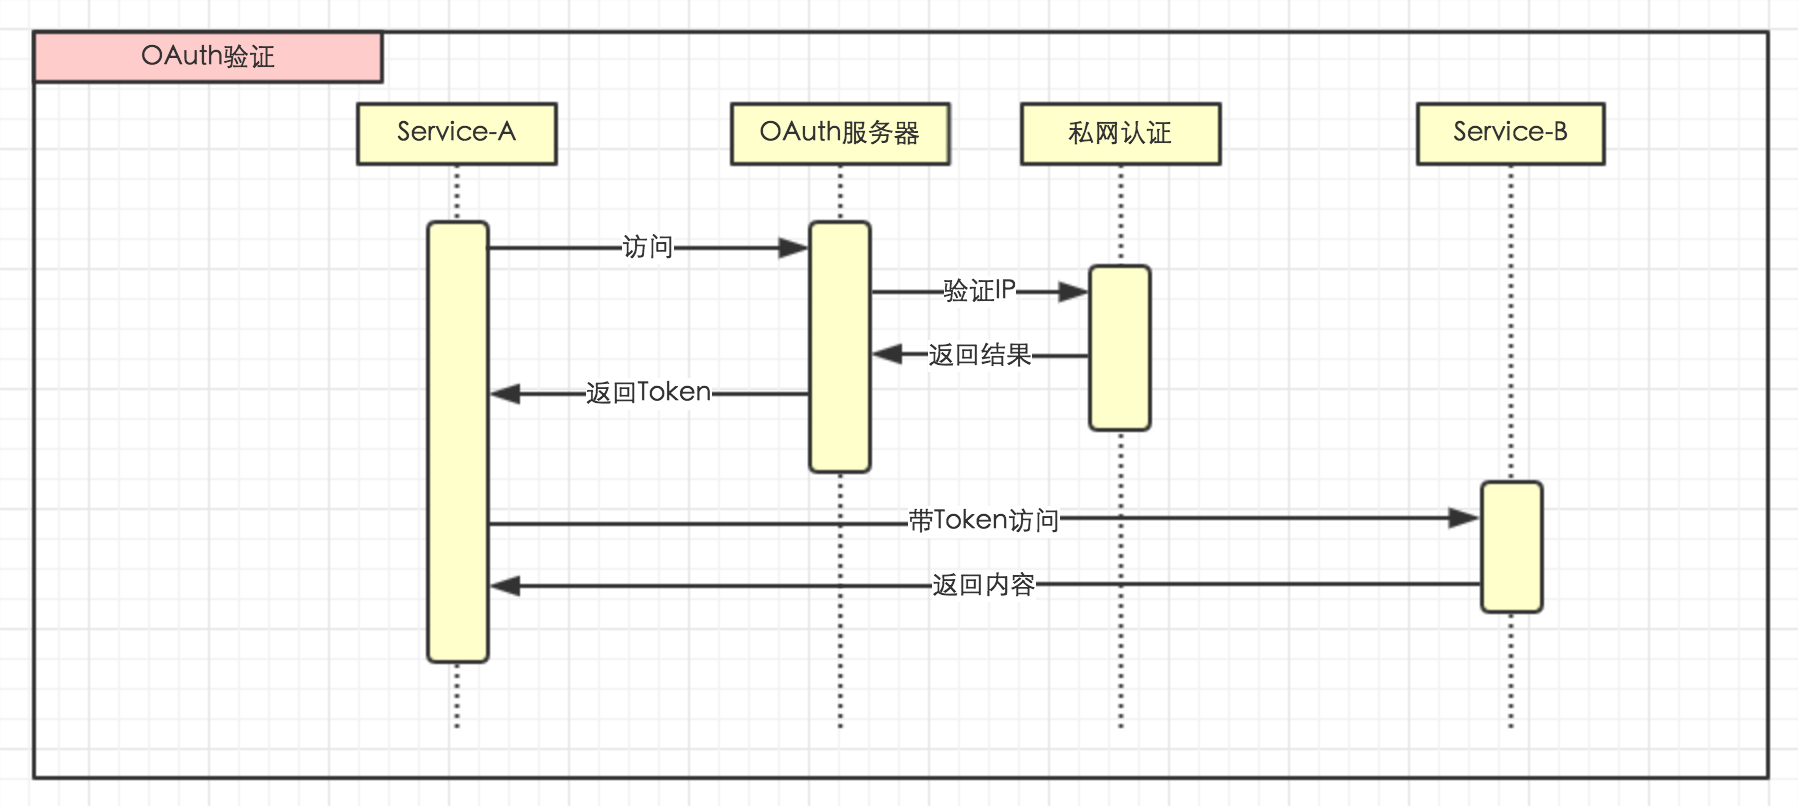 OAuth验证
Service-A
OAuth服务器
私网认证
Service-B
访问
验证IP
返回结果
返回Token
带Token访问
返回内容